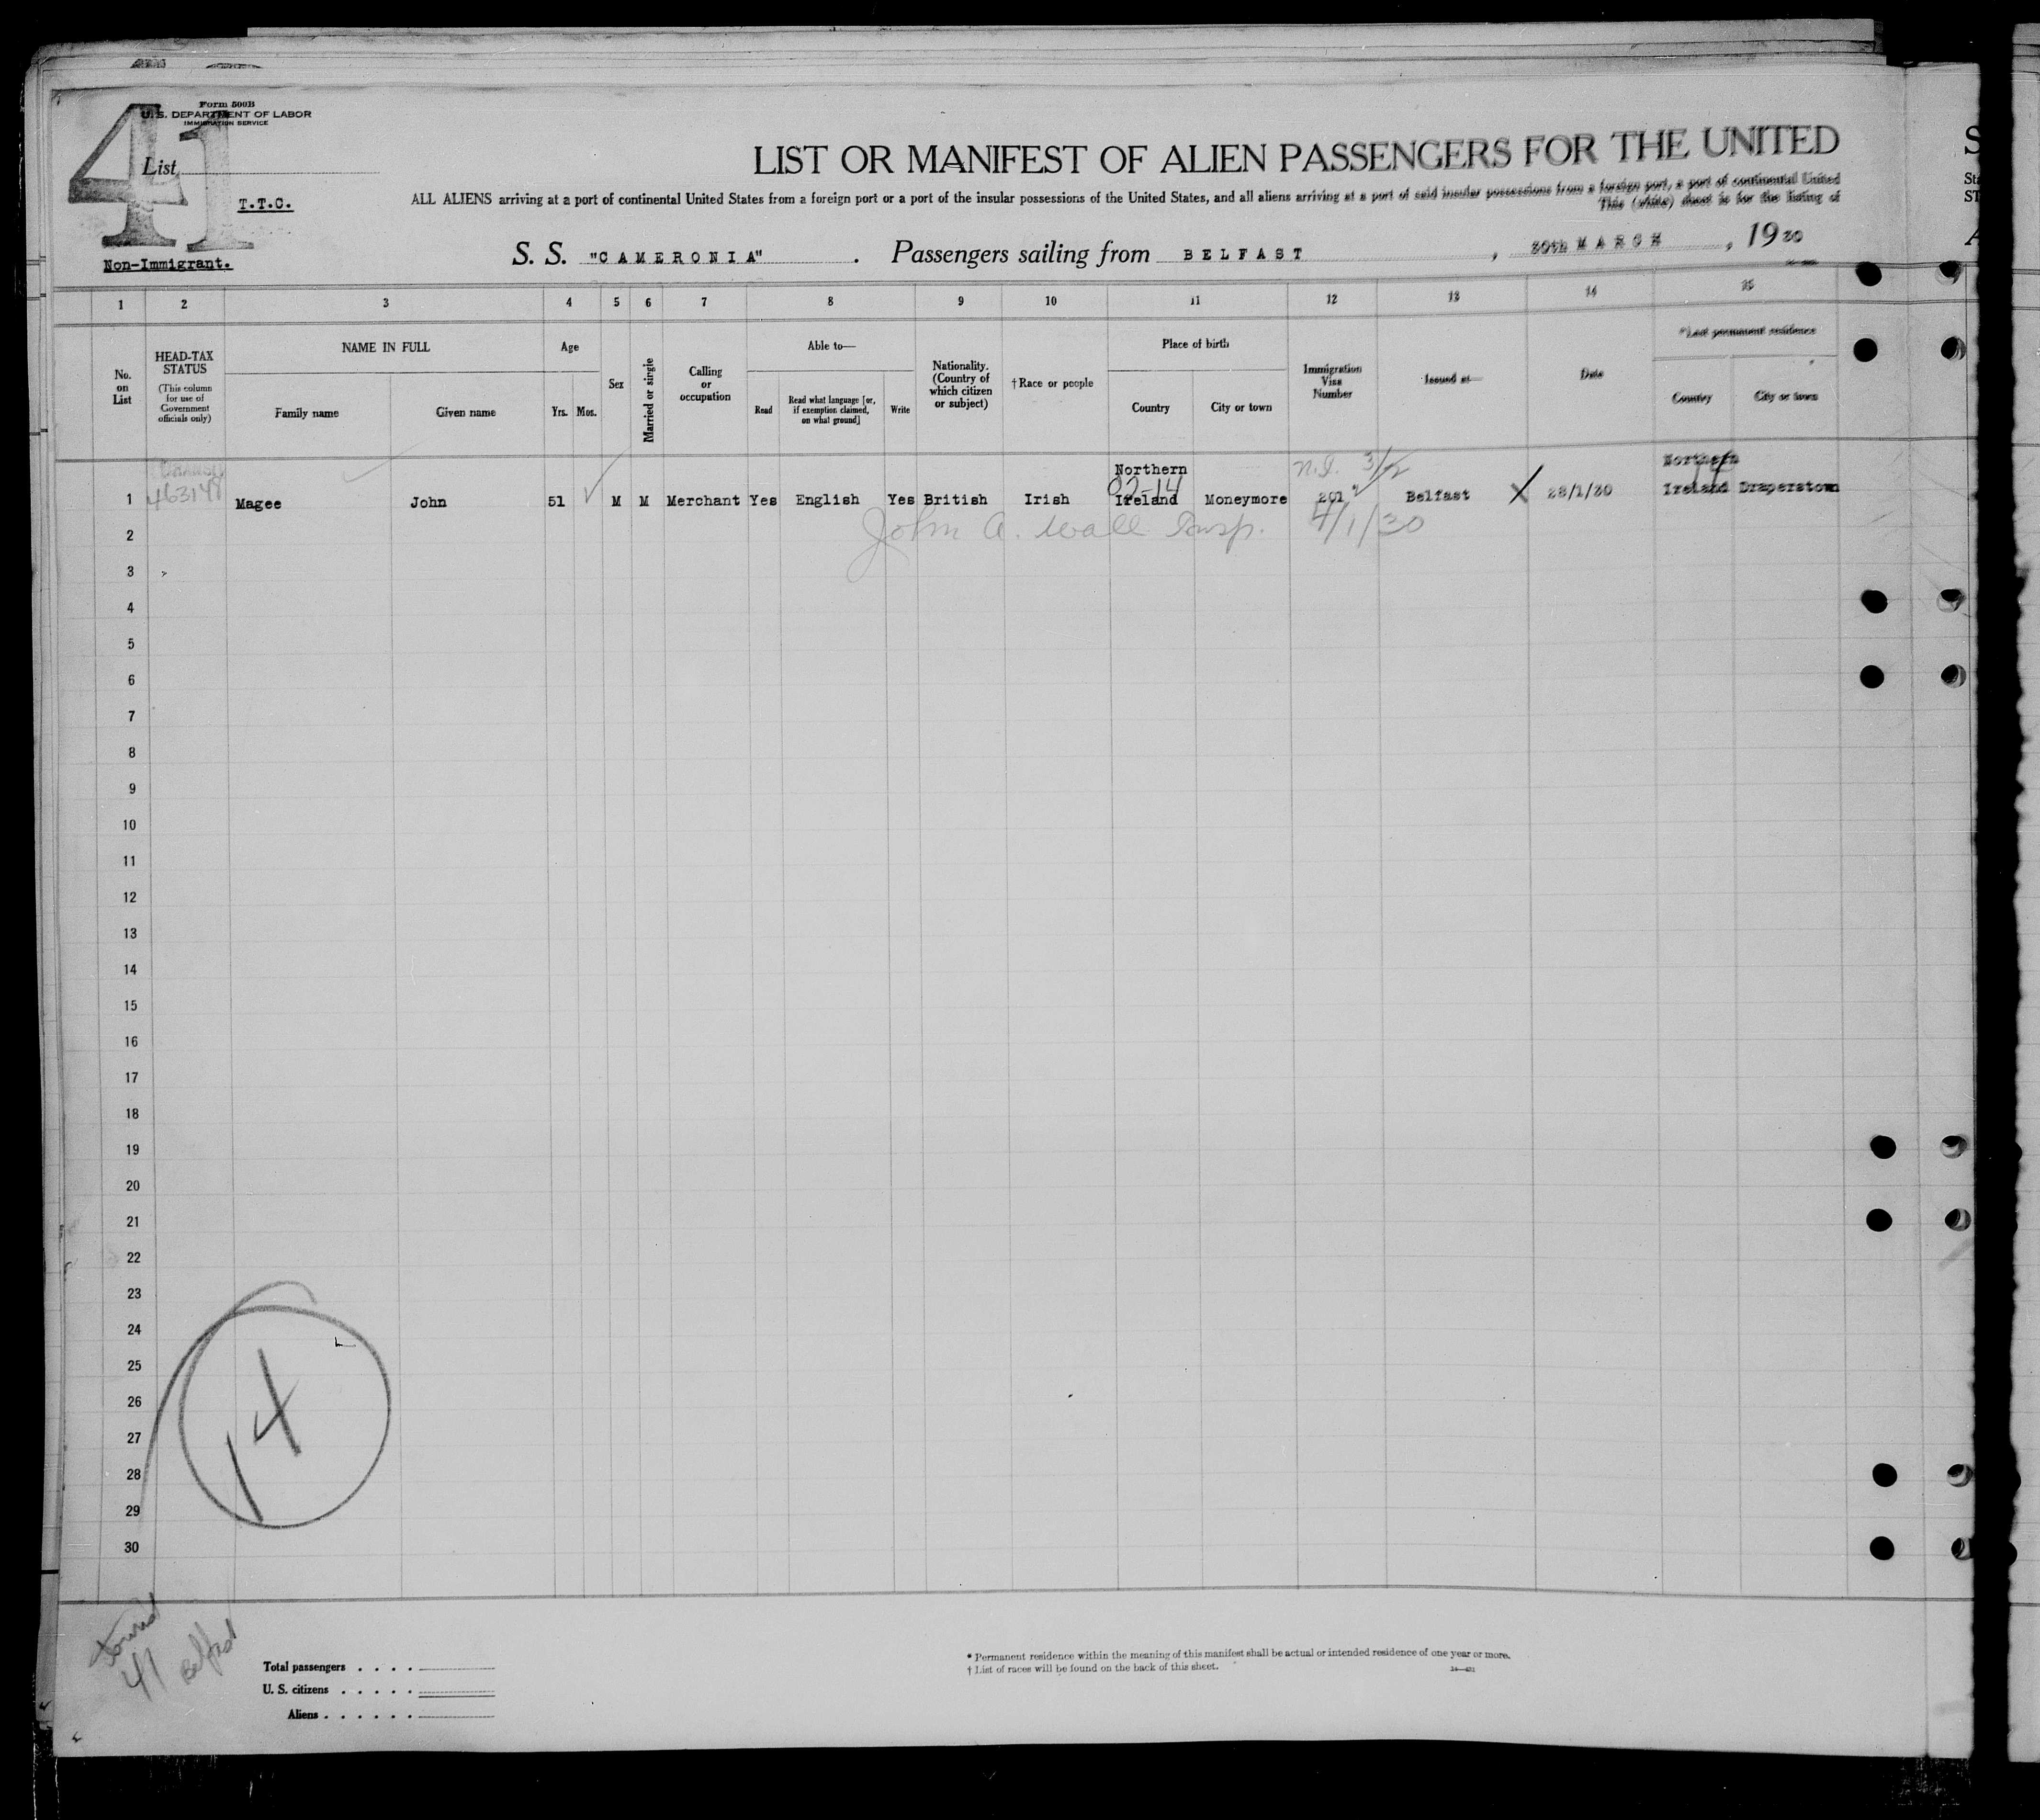 41
Form 500B
U. S. DEPARTMENT OF LABOR
IMMIGRATION SERVICE
List
T.T.C.
Non-Immigrant.
LIST OR MANIFEST OF ALIEN PASSENGERS FOR THE UNITED
ALL ALIENS arriving at a port of continental United States from a foreign port or a port of the insular possessions of the United States, and all aliens arriving at a port of said insular possessions from a foreign port, a port of continental United
This (white) sheet is for the listing of
S. S. "CAMERONIA". Passengers sailing from BELFAST, 30th MARCH, 1930
1 2 3 4 5 6 7 8 9 10 11 12 13 14 15
No. on List
HEAD-TAX STATUS
(This column for use of Government officials only)
NAME IN FULL
Family name Given name
Age
Yrs. Mos.
Sex
Married or single
Calling or occupation
Able to—
Read
Read what language [or, if exemption claimed, on what ground]
Write
Nationality. (Country of which citizen or subject)
†Race or people
Place of birth
Country City or town
Immigration Visa Number
Issued at—
Date
*Last permanent residence
Country City or town
N.I. 3/2
Northern Northern
02-14
1 463148 Magee John 51 M M Merchant Yes English Yes British Irish Ireland Moneymore 201 Belfast X 28/1/30 Ireland Draperstown
2 John A. Wall Insp. 4/1/30
3
4
5
6
7
8
9
10
11
12
13
14
15
16
17
18
19
20
21
22
23
24
25
26
27
28
29
30
14
41 Belfast
Total passengers
U. S. citizens
Aliens
* Permanent residence within the meaning of this manifest shall be actual or intended residence of one year or more.
† List of races will be found on the back of this sheet.